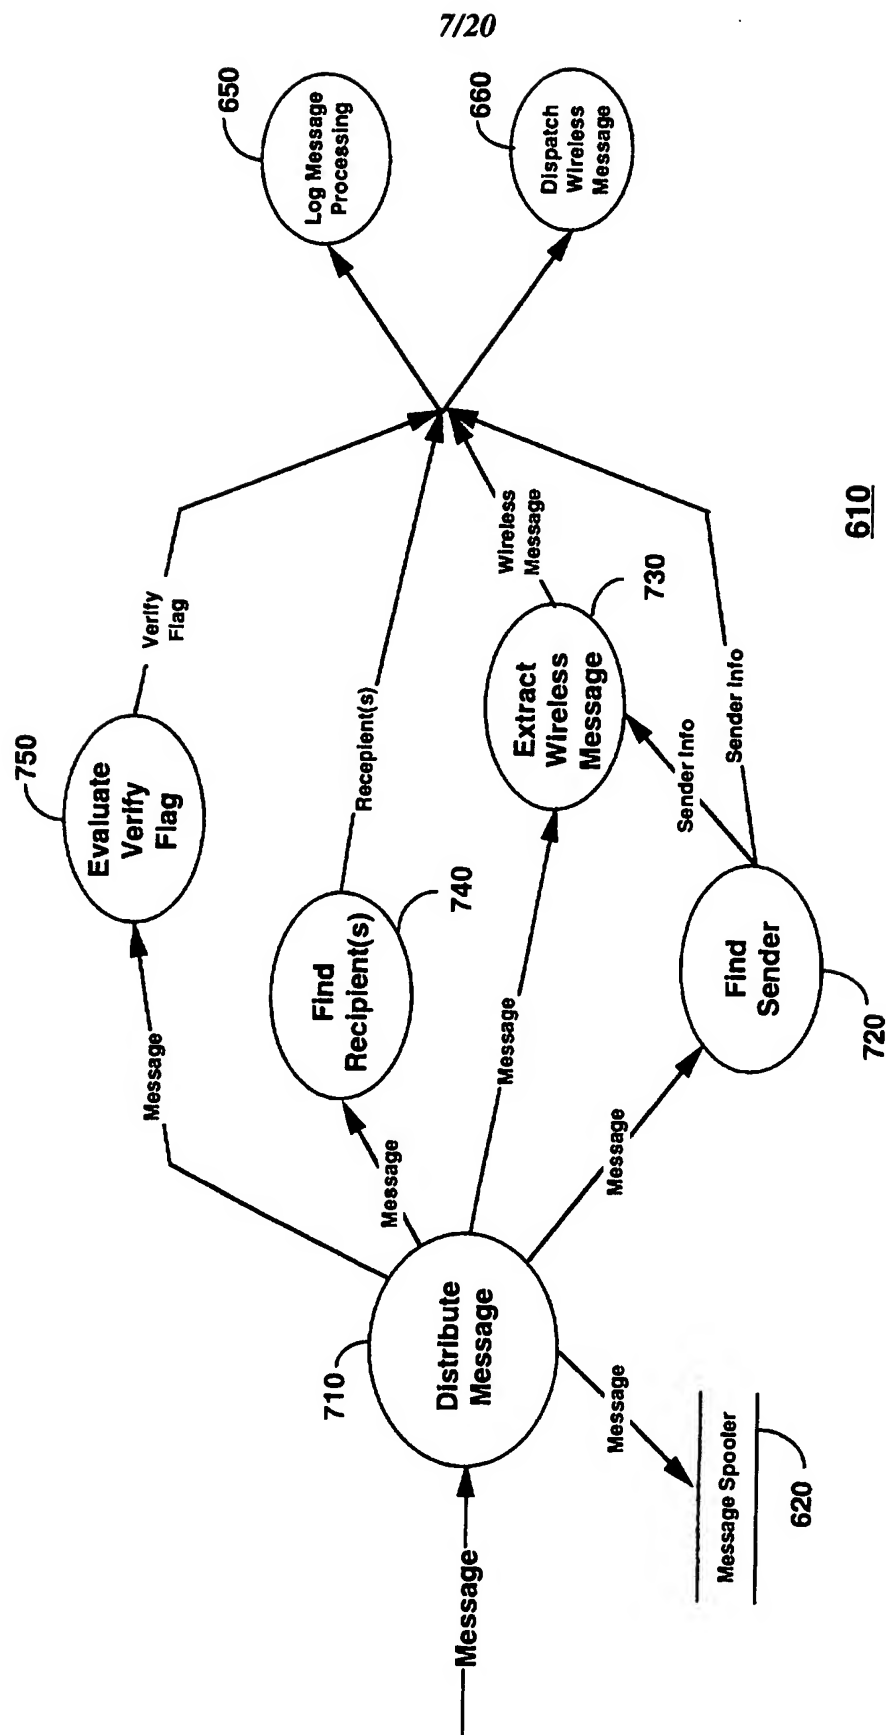 7/20
650
Log Message
Processing
660
Dispatch
Wireless
Message
Verify
Flag
750
Evaluate
Verify
Flag
Recepient(s)
740
Find
Recipient(s)
Wireless
Message
730
Extract
Wireless
Message
Sender Info
Sender Info
720
Find
Sender
Message
Message
Message
Message
710
Distribute
Message
Message
Message
Message Spooler
620
610